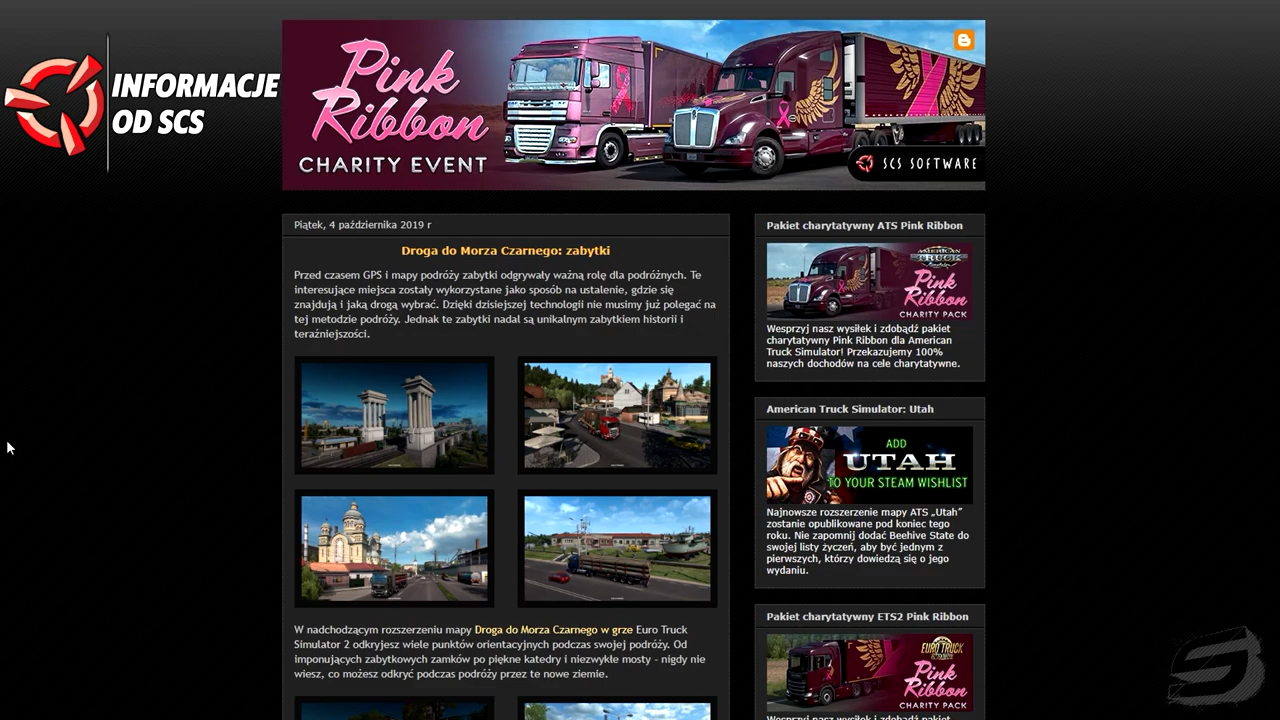 INFORMACJE
OD SCS
Pink
Ribbon
CHARITY EVENT
SCS SOFTWARE
Piątek, 4 października 2019 r
Droga do Morza Czarnego: zabytki
Przed czasem GPS i mapy podróży zabytki odgrywały ważną rolę dla podróżnych. Te
interesujące miejsca zostały wykorzystane jako sposób na ustalenie, gdzie się
znajdują i jaką drogą wybrać. Dzięki dzisiejszej technologii nie musimy już polegać na
tej metodzie podróży. Jednak te zabytki nadal są unikalnym zabytkiem historii i
teraźniejszości.
W nadchodzącym rozszerzeniu mapy Droga do Morza Czarnego w grze Euro Truck
Simulator 2 odkryjesz wiele punktów orientacyjnych podczas swojej podróży. Od
imponujących zabytkowych zamków po piękne katedry i niezwykłe mosty - nigdy nie
wiesz, co możesz odkryć podczas podróży przez te nowe ziemie.
Pakiet charytatywny ATS Pink Ribbon
AMERICAN
TRUCK
Pink
Ribbon
CHARITY PACK
Wesprzyj nasz wysiłek i zdobądź pakiet
charytatywny Pink Ribbon dla American
Truck Simulator! Przekazujemy 100%
naszych dochodów na cele charytatywne.
American Truck Simulator: Utah
ADD
UTAH
TO YOUR STEAM WISHLIST
Najnowsze rozszerzenie mapy ATS „Utah”
zostanie opublikowane pod koniec tego
roku. Nie zapomnij dodać Beehive State do
swojej listy życzeń, aby być jednym z
pierwszych, którzy dowiedzą się o jego
wydaniu.
Pakiet charytatywny ETS2 Pink Ribbon
EURO TRUCK
Pink
Ribbon
CHARITY PACK
Wesprzyj nasz wysiłek i zdobądź pakiet